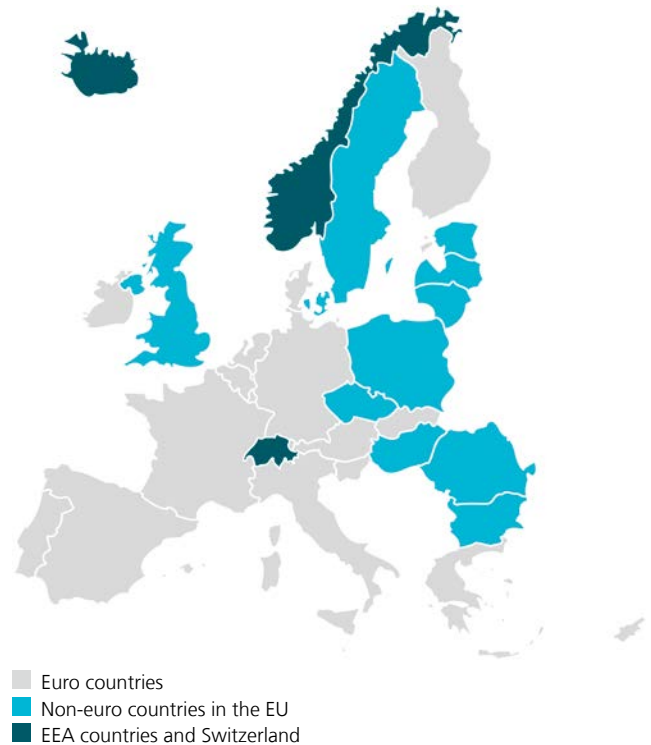 Euro countries
Non-euro countries in the EU
EEA countries and Switzerland